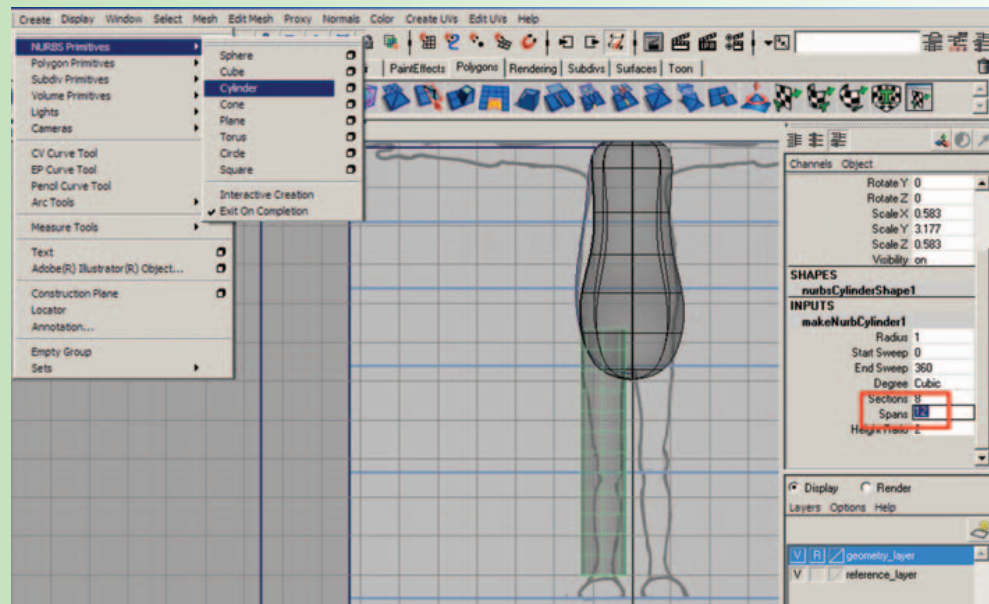 Create Display Window Select Mesh Edit Mesh Proxy Normals Color Create UVs Edit UVs Help
NURBS Primitives
Polygon Primitives
Subdiv Primitives
Volume Primitives
Lights
Cameras
CV Curve Tool
EP Curve Tool
Pencil Curve Tool
Arc Tools
Measure Tools
Text
Adobe(R) Illustrator(R) Object...
Construction Plane
Locator
Annotation...
Empty Group
Sets
Sphere
Cube
Cylinder
Cone
Plane
Torus
Circle
Square
Interactive Creation
Exit On Completion
PaintEffects Polygons Rendering Subdivs Surfaces Toon
Channels Object
Rotate Y 0
Rotate Z 0
Scale X 0.583
Scale Y 3.177
Scale Z 0.583
Visibility on
SHAPES
nurbsCylinderShape1
INPUTS
makeNurbCylinder1
Radius 1
Start Sweep 0
End Sweep 360
Degree Cubic
Sections 8
Spans 12
Height Ratio 2
Display Render
Layers Options Help
V R geometry_layer
V reference_layer